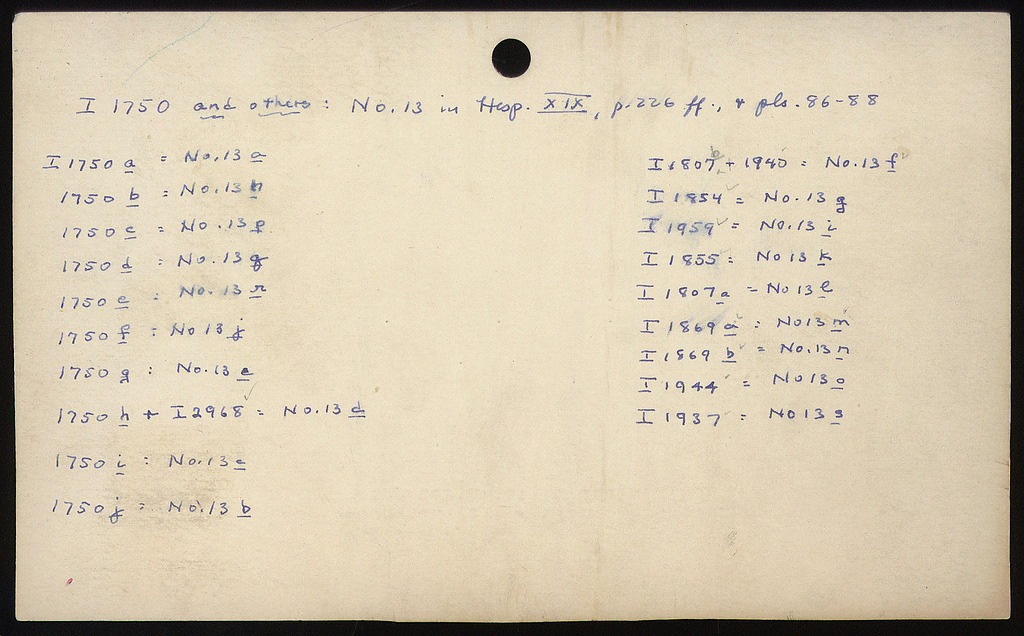 I 1750 and others: No. 13 in Hesp. XIX, p. 226 ff., + pls. 86-88
I 1750 a = No. 13 a
1750 b = No. 13 h
1750 c = No. 13 p
1750 d = No. 13 q
1750 e = No. 13 r
1750 f = No 13 j
1750 g = No. 13 e
1750 h + I 2968 = No. 13 d
1750 i = No. 13 c
1750 j = No. 13 b
I 1807 b + 1940 = No. 13 f
I 1854 = No. 13 g
I 1959 = No. 13 i
I 1855 = No 13 k
I 1807 a = No 13 l
I 1869 a = No 13 m
I 1869 b = No. 13 n
I 1944 = No 13 o
I 1937 = No 13 s